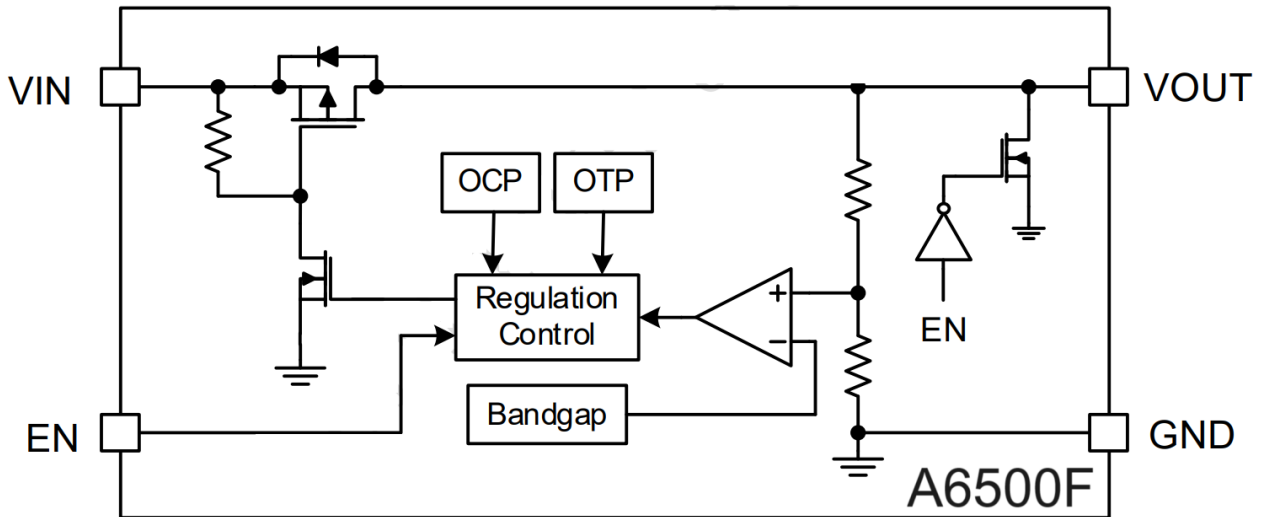 VIN
VOUT
OCP
OTP
Regulation
Control
+
−
EN
Bandgap
EN
GND
A6500F